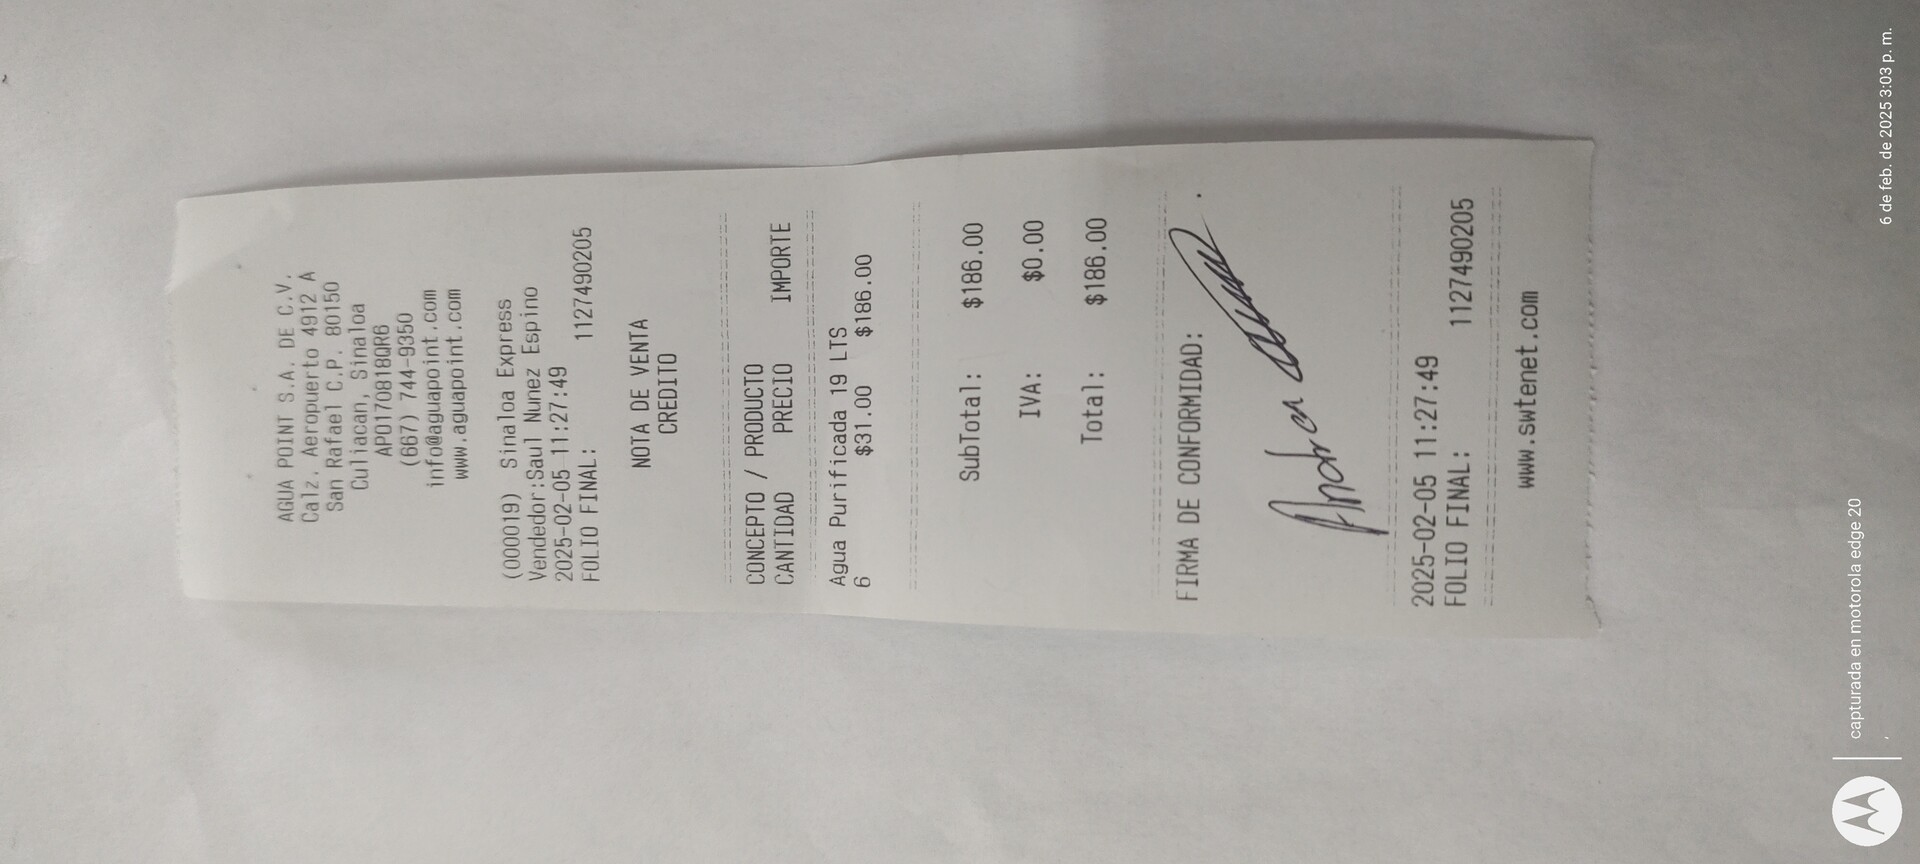 AGUA POINT S.A. DE C.V.
Calz. Aeropuerto 4912 A
San Rafael C.P. 80150
Culiacan, Sinaloa
APO170818QR6
(667) 744-9350
info@aguapoint.com
www.aguapoint.com
(000019) Sinaloa Express
Vendedor:Saul Nunez Espino
2025-02-05 11:27:49
FOLIO FINAL: 1127490205
NOTA DE VENTA
CREDITO
CONCEPTO / PRODUCTO
CANTIDAD PRECIO IMPORTE
Agua Purificada 19 LTS
6 $31.00 $186.00
SubTotal: $186.00
IVA: $0.00
Total: $186.00
FIRMA DE CONFORMIDAD:
2025-02-05 11:27:49
FOLIO FINAL: 1127490205
www.swtenet.com
capturada en motorola edge 20
6 de feb. de 2025 3:03 p. m.